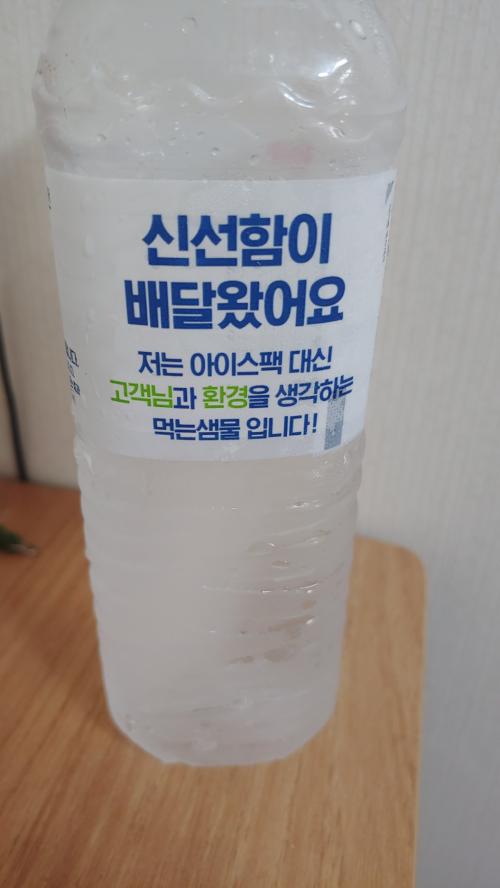 신선함이
배달왔어요
저는 아이스팩 대신
고객님과 환경을 생각하는
먹는샘물 입니다!